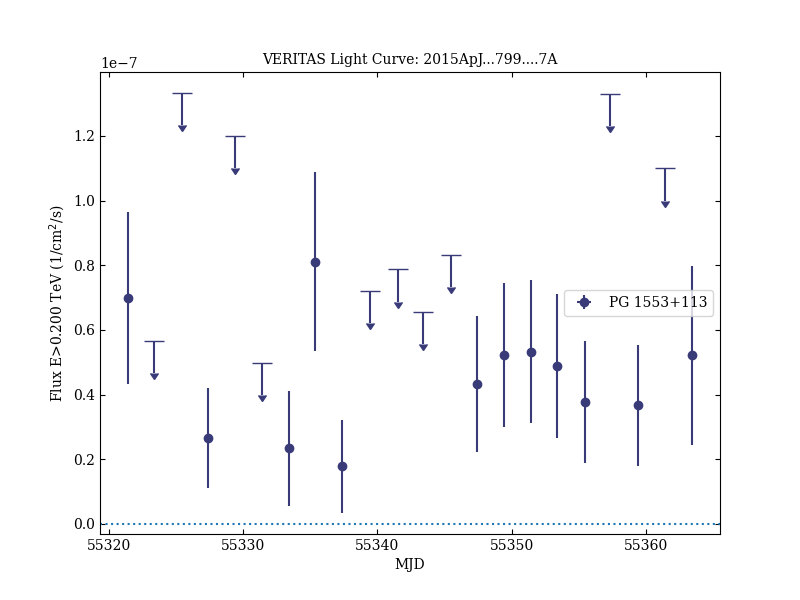 VERITAS Light Curve: 2015ApJ...799....7A
1e−7
Flux E>0.200 TeV (1/cm²/s)
1.2
1.0
0.8
0.6
0.4
0.2
0.0
PG 1553+113
55320 55330 55340 55350 55360
MJD